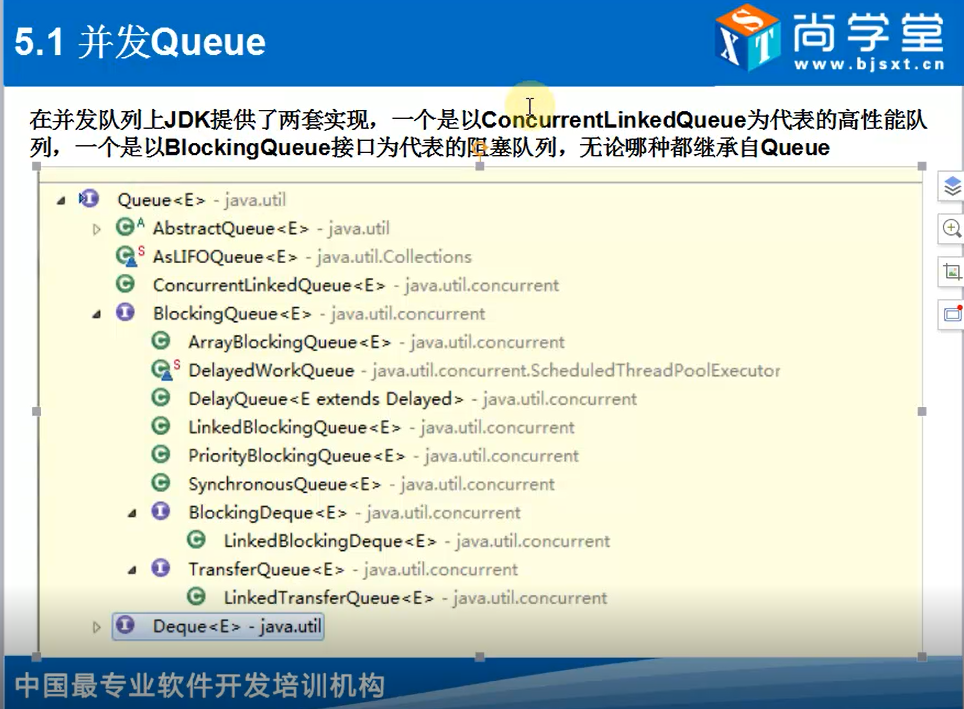 5.1 并发Queue
尚学堂
www.bjsxt.cn
在并发队列上JDK提供了两套实现，一个是以ConcurrentLinkedQueue为代表的高性能队
列，一个是以BlockingQueue接口为代表的阻塞队列，无论哪种都继承自Queue
Queue<E> - java.util
AbstractQueue<E> - java.util
AsLIFOQueue<E> - java.util.Collections
ConcurrentLinkedQueue<E> - java.util.concurrent
BlockingQueue<E> - java.util.concurrent
ArrayBlockingQueue<E> - java.util.concurrent
DelayedWorkQueue - java.util.concurrent.ScheduledThreadPoolExecutor
DelayQueue<E extends Delayed> - java.util.concurrent
LinkedBlockingQueue<E> - java.util.concurrent
PriorityBlockingQueue<E> - java.util.concurrent
SynchronousQueue<E> - java.util.concurrent
BlockingDeque<E> - java.util.concurrent
LinkedBlockingDeque<E> - java.util.concurrent
TransferQueue<E> - java.util.concurrent
LinkedTransferQueue<E> - java.util.concurrent
Deque<E> - java.util
中国最专业软件开发培训机构